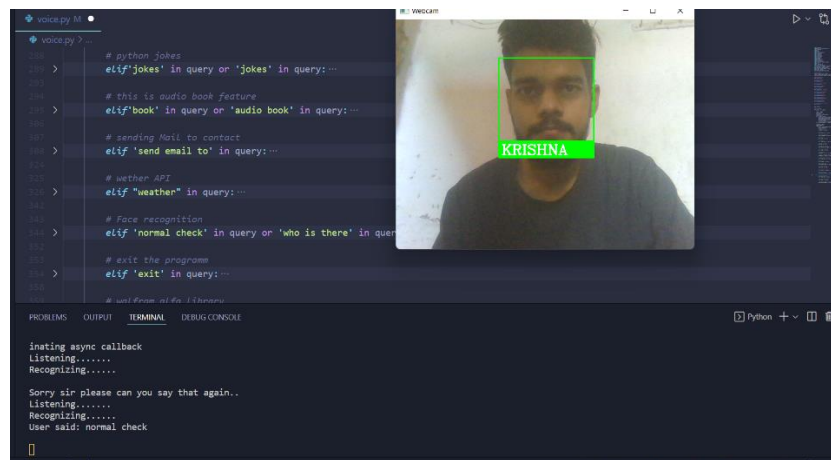 voice.py M ●
voice.py > ...
# python jokes
elif'jokes' in query or 'jokes' in query: ...
# this is audio book feature
elif'book' in query or 'audio book' in query: ...
# sending Mail to contact
elif 'send email to' in query: ...
# wether API
elif "weather" in query: ...
# Face recognition
elif 'normal check' in query or 'who is there' in quer
# exit the programm
elif 'exit' in query: ...
# walfram alfa library
Webcam
KRISHNA
PROBLEMS OUTPUT TERMINAL DEBUG CONSOLE
Python
inating async callback
Listening.......
Recognizing......
Sorry sir please can you say that again..
Listening.......
Recognizing......
User said: normal check